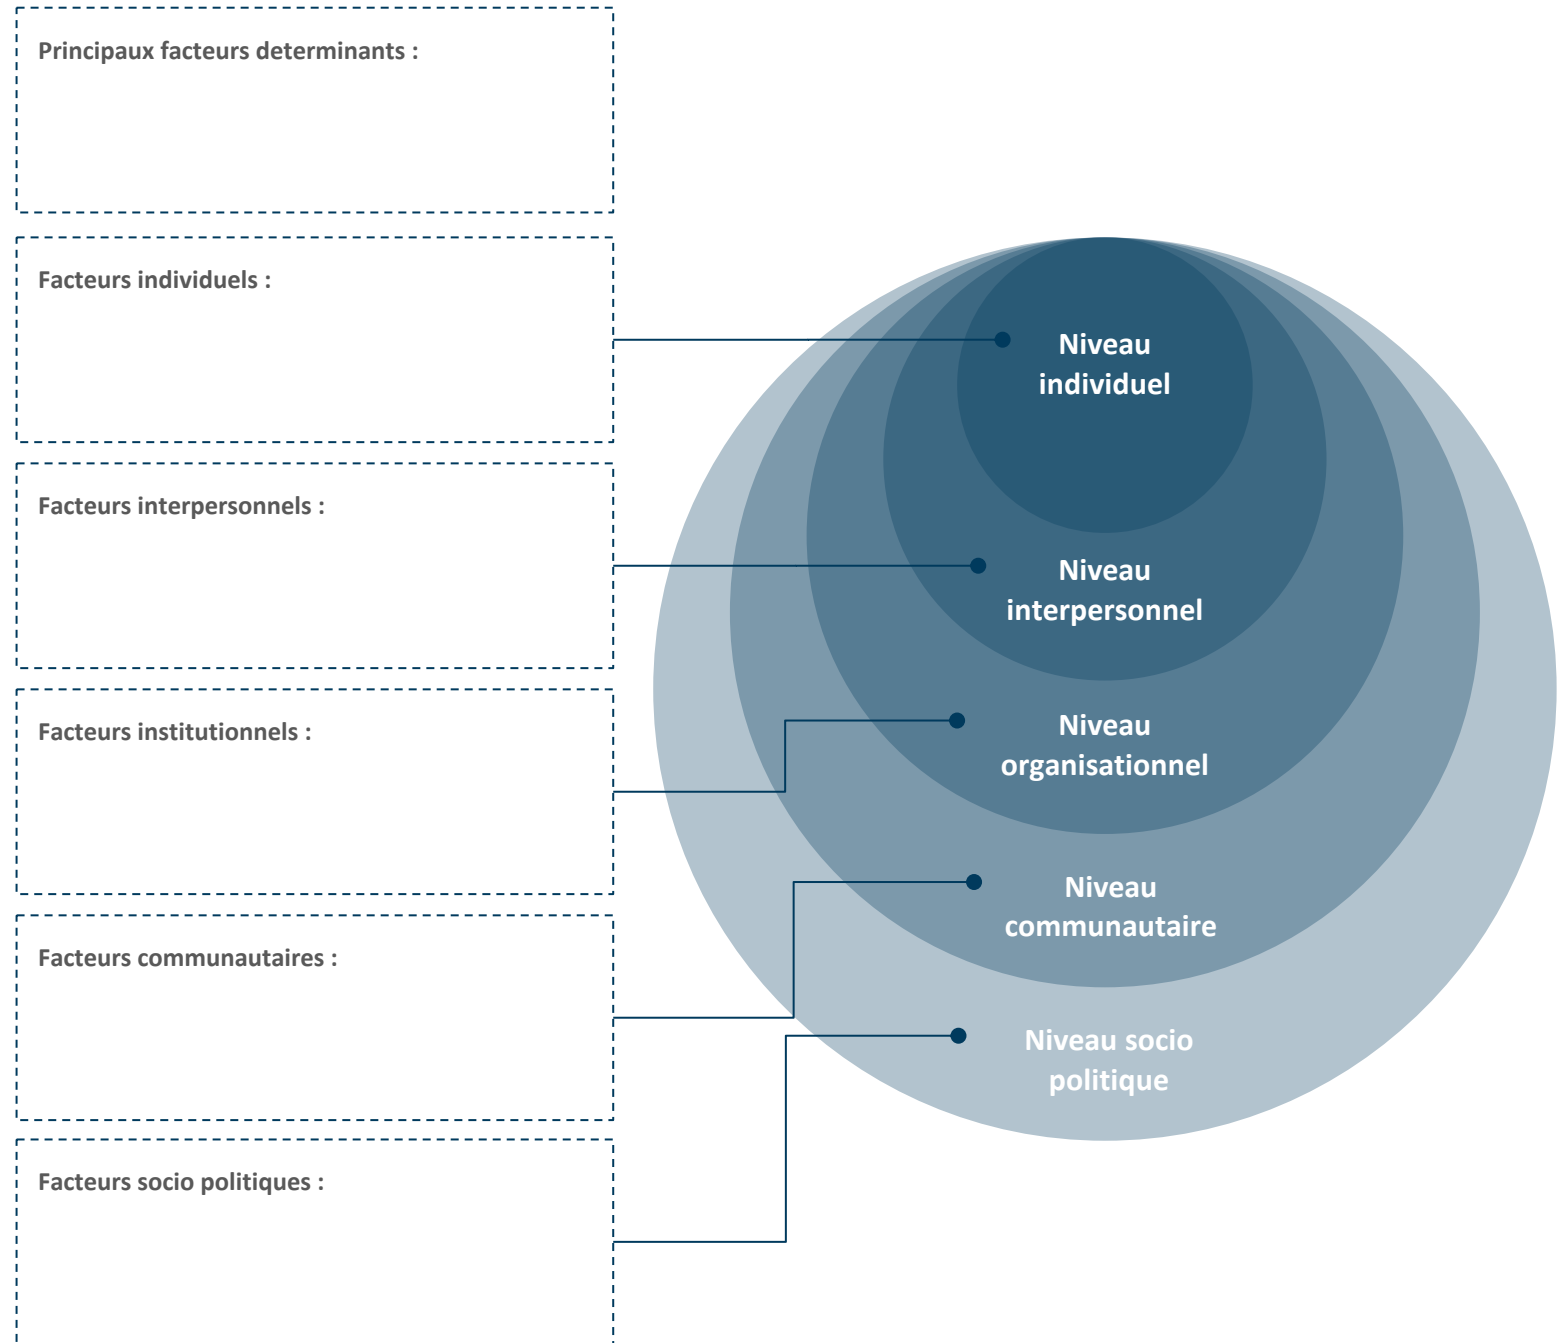 Principaux facteurs determinants :
Facteurs individuels :
Facteurs interpersonnels :
Facteurs institutionnels :
Facteurs communautaires :
Facteurs socio politiques :
Niveau
individuel
Niveau
interpersonnel
Niveau
organisationnel
Niveau
communautaire
Niveau socio
politique